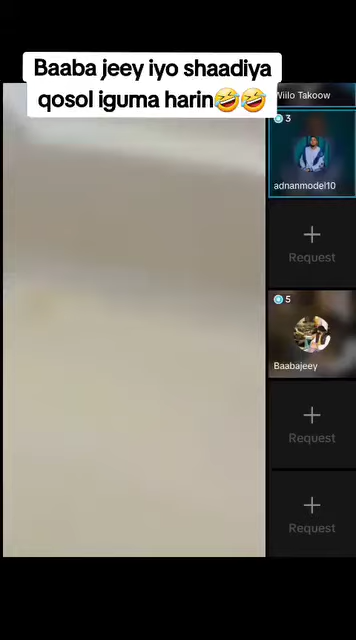 Baaba jeey iyo shaadiya
qosol iguma harin🤣🤣
Wiilo Takoow
3
adnanmodel10
Request
5
Baabajeey
Request
Request